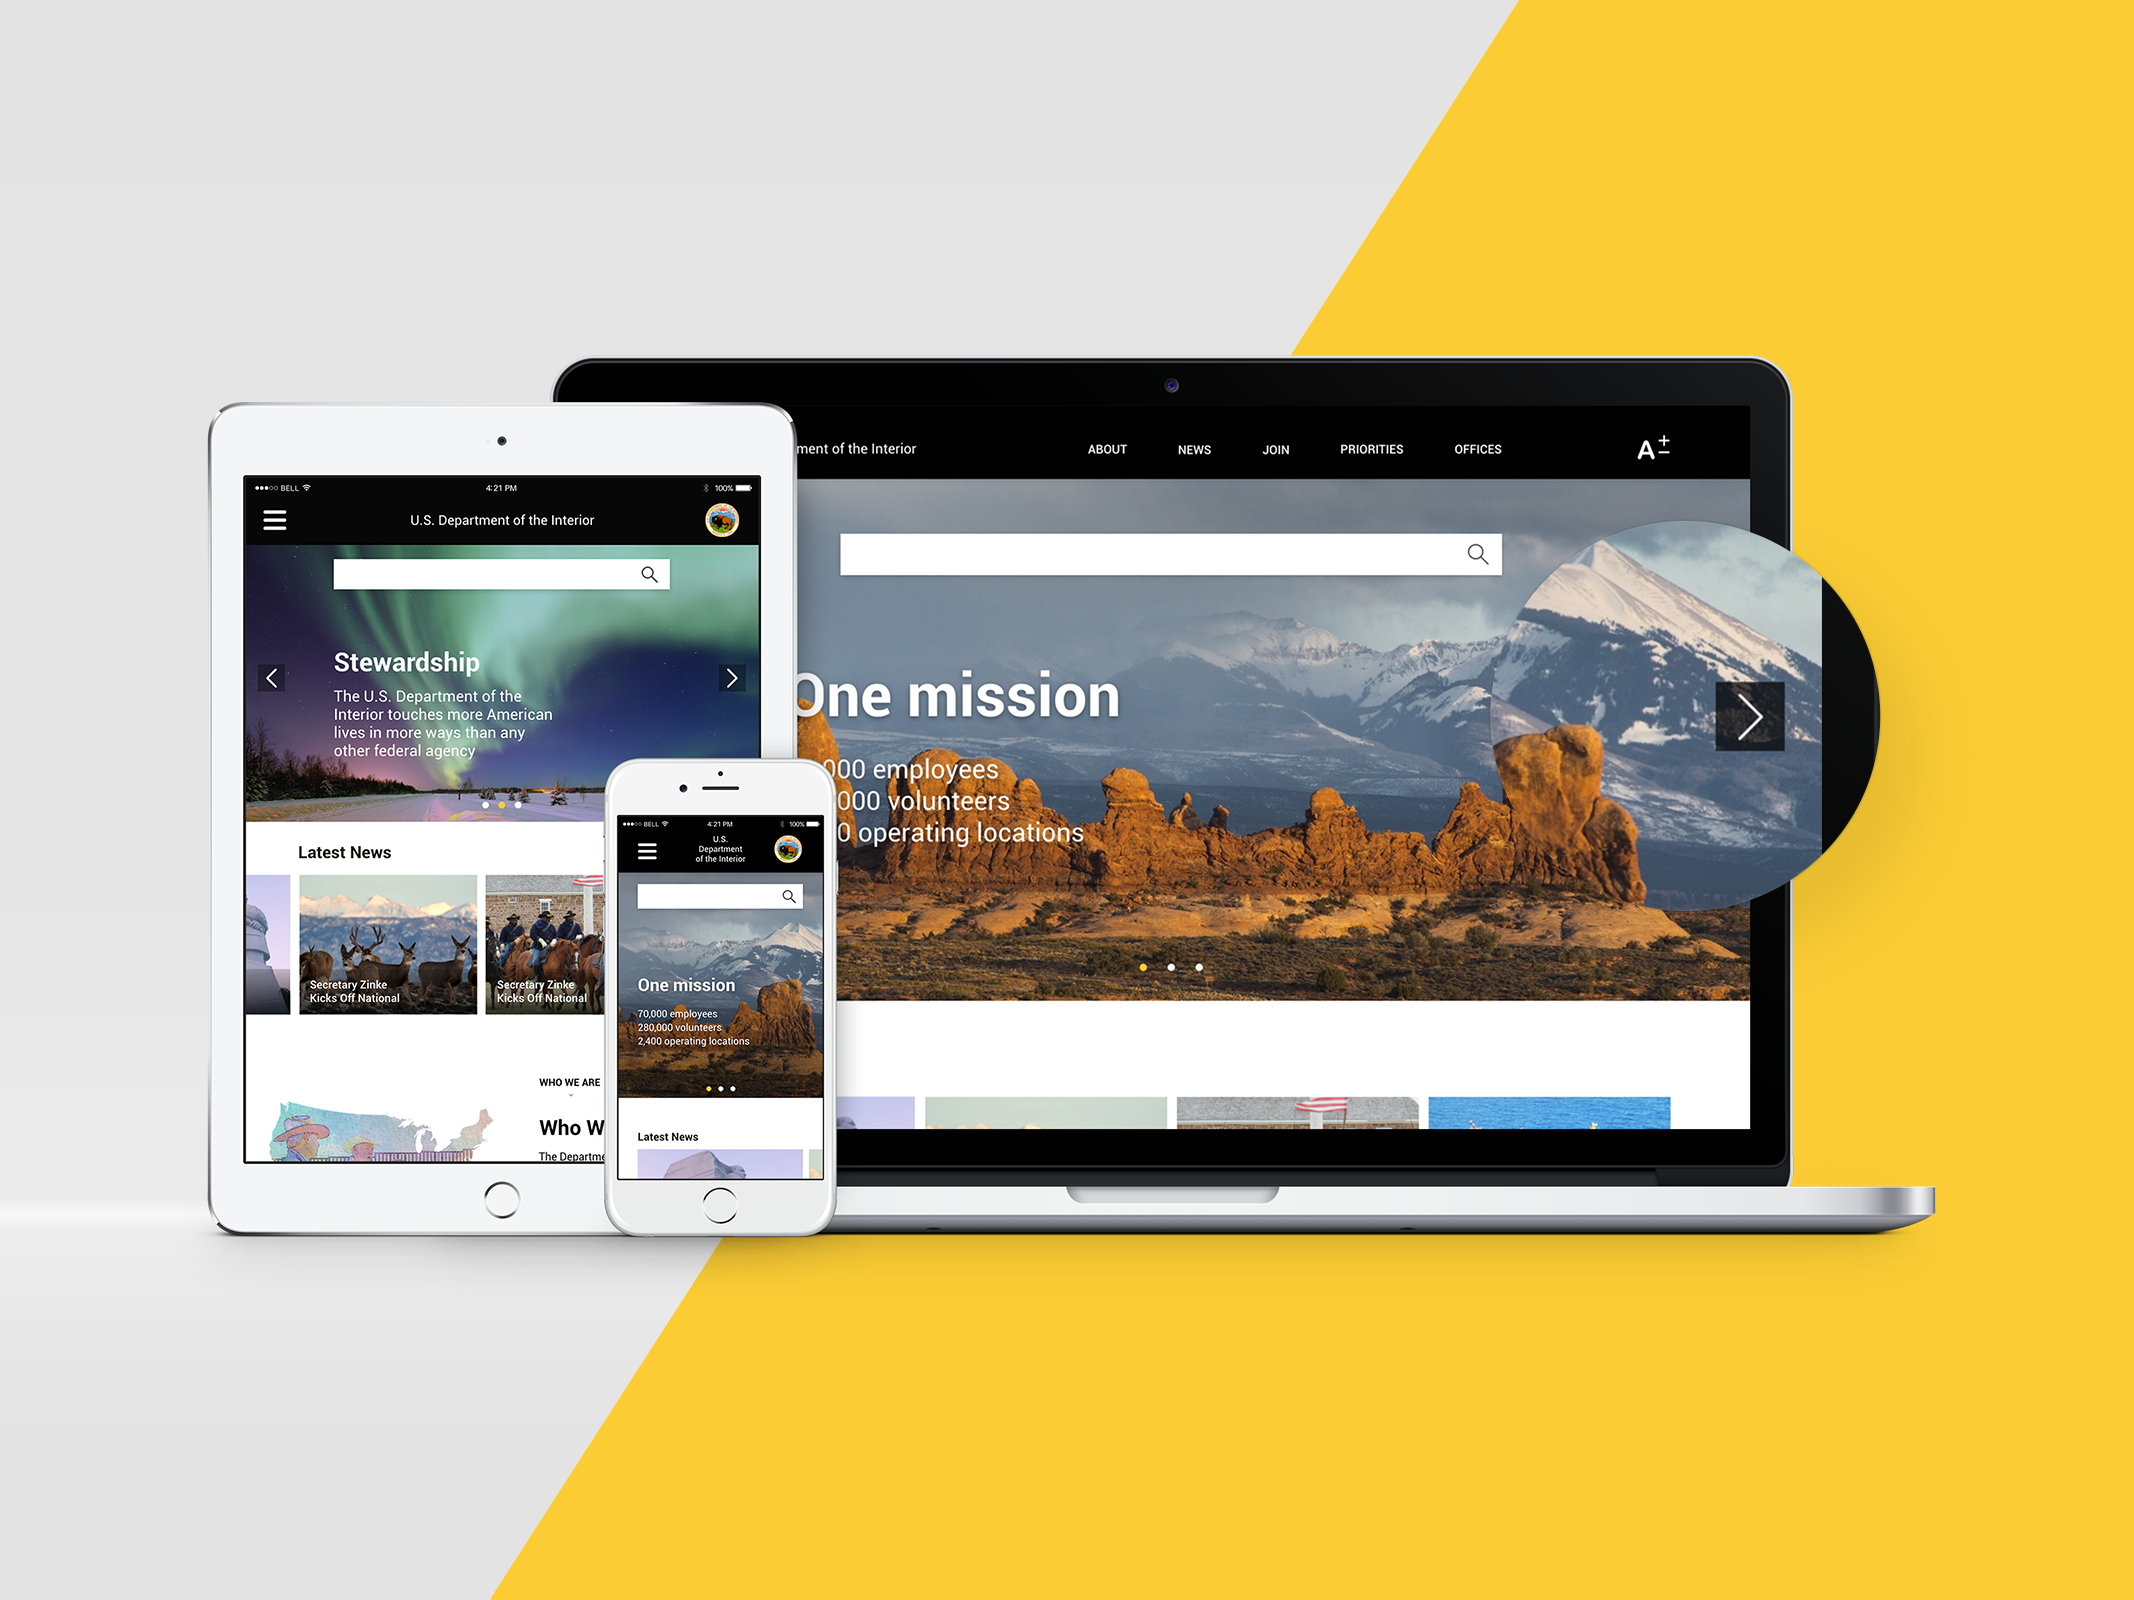 ment of the Interior
ABOUT
NEWS
JOIN
PRIORITIES
OFFICES
A+-
One mission
000 employees
000 volunteers
0 operating locations
BELL
4:21 PM
100%
U.S. Department of the Interior
Stewardship
The U.S. Department of the
Interior touches more American
lives in more ways than any
other federal agency
Latest News
Secretary Zinke
Kicks Off National
Secretary Zinke
Kicks Off National
WHO WE ARE
Who W
The Departme
BELL
4:21 PM
100%
U.S.
Department
of the Interior
One mission
70,000 employees
280,000 volunteers
2,400 operating locations
Latest News